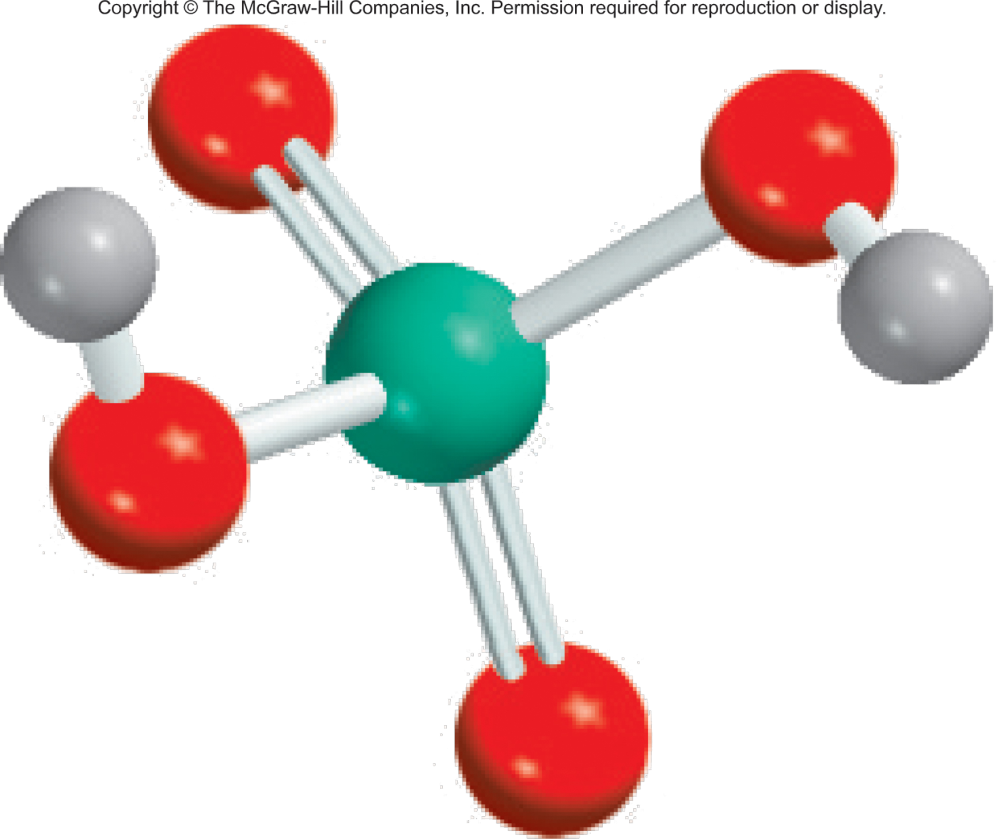 Copyright © The McGraw-Hill Companies, Inc. Permission required for reproduction or display.